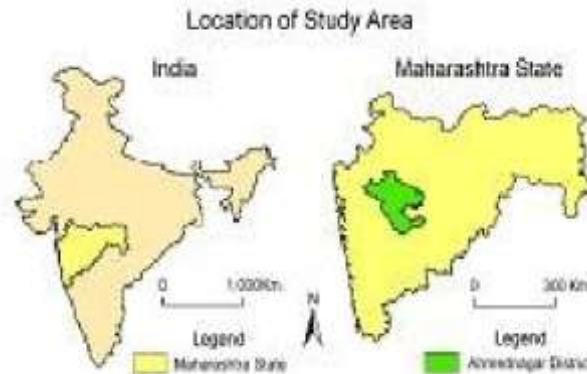 Location of Study Area
India
Maharashtra State
0 1,000Km.
0 300 Km
N
Legend
Maharashtra State
Legend
Ahmednagar District